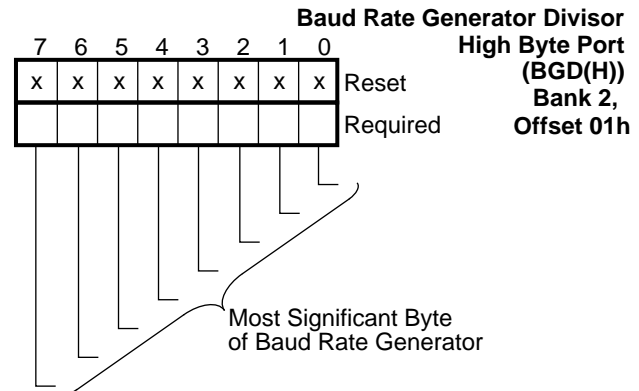 Baud Rate Generator Divisor
High Byte Port
(BGD(H))
Bank 2,
Offset 01h
7 6 5 4 3 2 1 0
x x x x x x x x Reset
Required
Most Significant Byte
of Baud Rate Generator